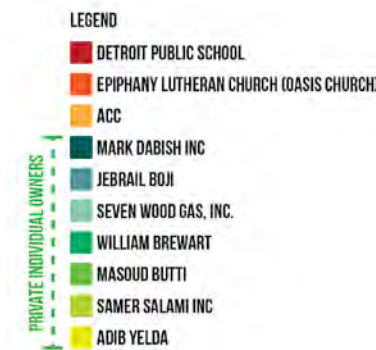 LEGEND
DETROIT PUBLIC SCHOOL
EPIPHANY LUTHERAN CHURCH (OASIS CHURCH)
ACC
PRIVATE INDIVIDUAL OWNERS
MARK DABISH INC
JEBRAIL BOJI
SEVEN WOOD GAS, INC.
WILLIAM BREWART
MASOUD BUTTI
SAMER SALAMI INC
ADIB YELDA